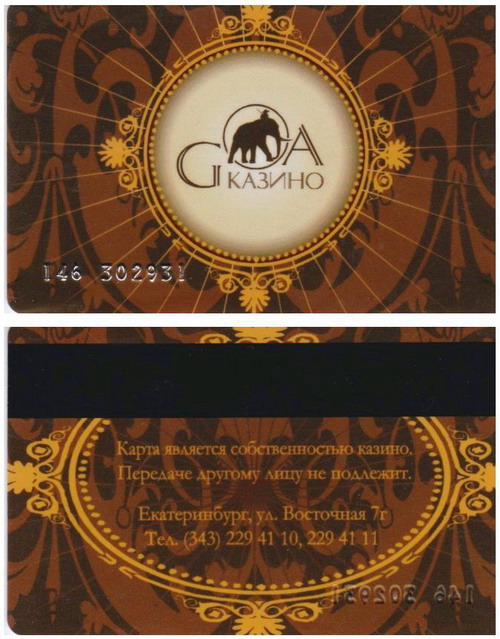 GOA
КАЗИНО
146 302931
Карта является собственностью казино.
Передаче другому лицу не подлежит.
Екатеринбург, ул. Восточная 7г
Тел. (343) 229 41 10, 229 41 11
146 302931